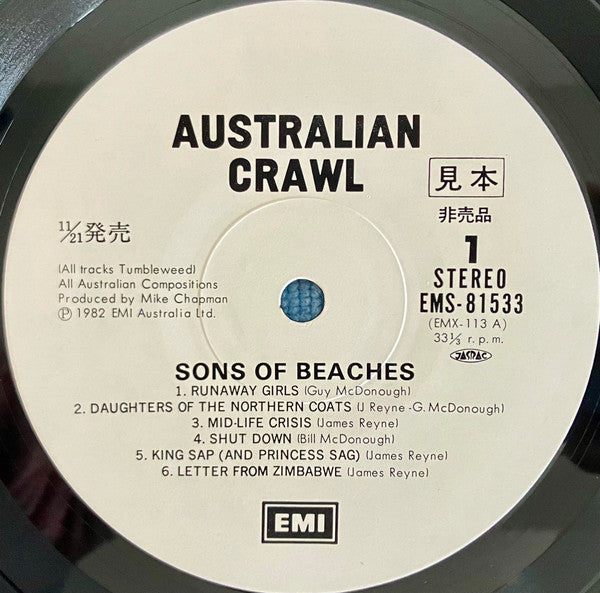 AUSTRALIAN
CRAWL
見本
非売品
11/21発売
1
STEREO
EMS-81533
(EMX-113 A)
33⅓ r.p.m.
JASRAC
(All tracks Tumbleweed)
All Australian Compositions
Produced by Mike Chapman
℗ 1982 EMI Australia Ltd.
SONS OF BEACHES
1. RUNAWAY GIRLS (Guy McDonough)
2. DAUGHTERS OF THE NORTHERN COATS (J Reyne-G. McDonough)
3. MID-LIFE CRISIS (James Reyne)
4. SHUT DOWN (Bill McDonough)
5. KING SAP (AND PRINCESS SAG) (James Reyne)
6. LETTER FROM ZIMBABWE (James Reyne)
EMI